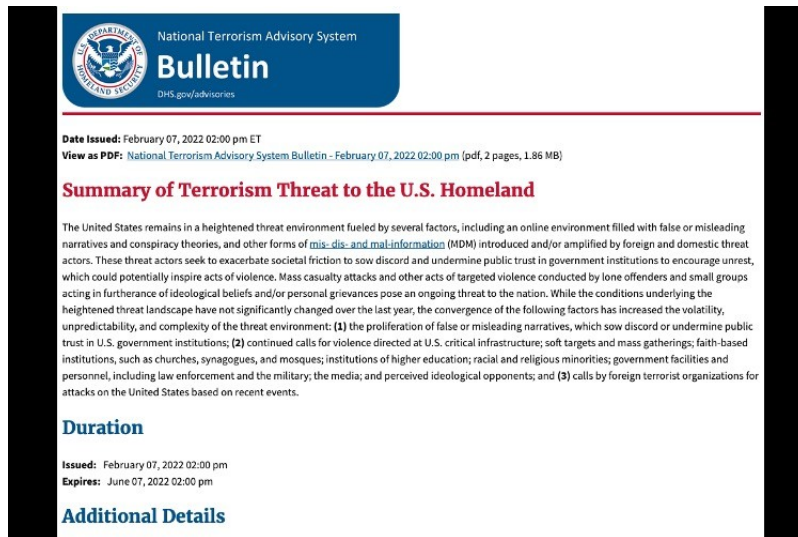 U.S. DEPARTMENT OF
HOMELAND SECURITY
National Terrorism Advisory System
Bulletin
DHS.gov/advisories
Date Issued: February 07, 2022 02:00 pm ET
View as PDF: National Terrorism Advisory System Bulletin - February 07, 2022 02:00 pm (pdf, 2 pages, 1.86 MB)
Summary of Terrorism Threat to the U.S. Homeland
The United States remains in a heightened threat environment fueled by several factors, including an online environment filled with false or misleading
narratives and conspiracy theories, and other forms of mis- dis- and mal-information (MDM) introduced and/or amplified by foreign and domestic threat
actors. These threat actors seek to exacerbate societal friction to sow discord and undermine public trust in government institutions to encourage unrest,
which could potentially inspire acts of violence. Mass casualty attacks and other acts of targeted violence conducted by lone offenders and small groups
acting in furtherance of ideological beliefs and/or personal grievances pose an ongoing threat to the nation. While the conditions underlying the
heightened threat landscape have not significantly changed over the last year, the convergence of the following factors has increased the volatility,
unpredictability, and complexity of the threat environment: (1) the proliferation of false or misleading narratives, which sow discord or undermine public
trust in U.S. government institutions; (2) continued calls for violence directed at U.S. critical infrastructure; soft targets and mass gatherings; faith-based
institutions, such as churches, synagogues, and mosques; institutions of higher education; racial and religious minorities; government facilities and
personnel, including law enforcement and the military; the media; and perceived ideological opponents; and (3) calls by foreign terrorist organizations for
attacks on the United States based on recent events.
Duration
Issued: February 07, 2022 02:00 pm
Expires: June 07, 2022 02:00 pm
Additional Details